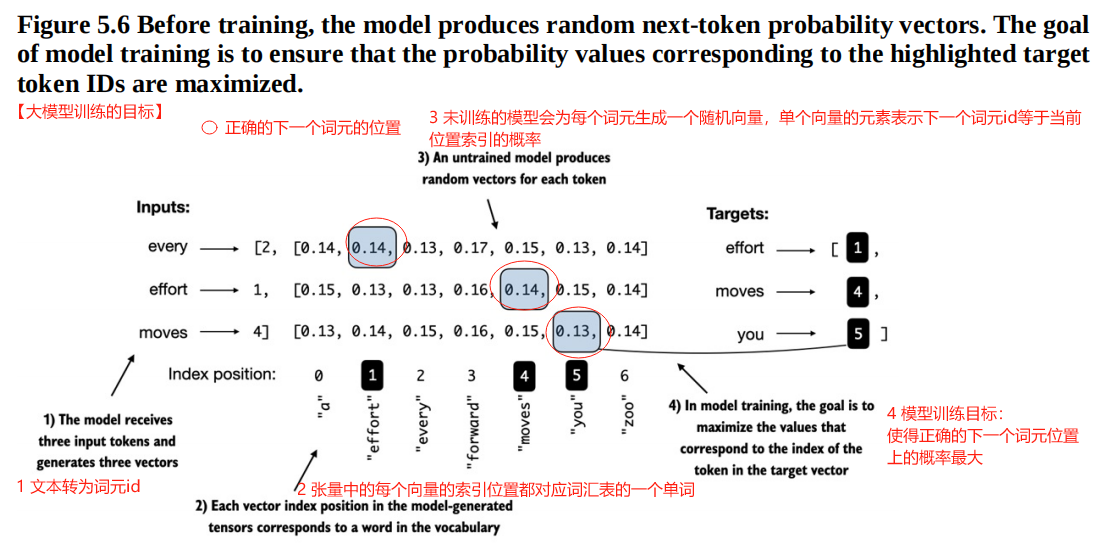 Figure 5.6 Before training, the model produces random next-token probability vectors. The goal
of model training is to ensure that the probability values corresponding to the highlighted target
token IDs are maximized.
【大模型训练的目标】
正确的下一个词元的位置
3 未训练的模型会为每个词元生成一个随机向量，单个向量的元素表示下一个词元id等于当前
位置索引的概率
3) An untrained model produces
random vectors for each token
Inputs:
Targets:
every [2, [0.14, 0.14, 0.13, 0.17, 0.15, 0.13, 0.14] effort [ 1 ,
effort 1, [0.15, 0.13, 0.13, 0.16, 0.14, 0.15, 0.14] moves 4 ,
moves 4] [0.13, 0.14, 0.15, 0.16, 0.15, 0.13, 0.14] you 5 ]
Index position: 0 1 2 3 4 5 6
"a" "effort" "every" "forward" "moves" "you" "zoo"
1) The model receives
three input tokens and
generates three vectors
1 文本转为词元id
4) In model training, the goal is to
maximize the values that
correspond to the index of the
token in the target vector
4 模型训练目标：
使得正确的下一个词元位置
上的概率最大
2 张量中的每个向量的索引位置都对应词汇表的一个单词
2) Each vector index position in the model-generated
tensors corresponds to a word in the vocabulary